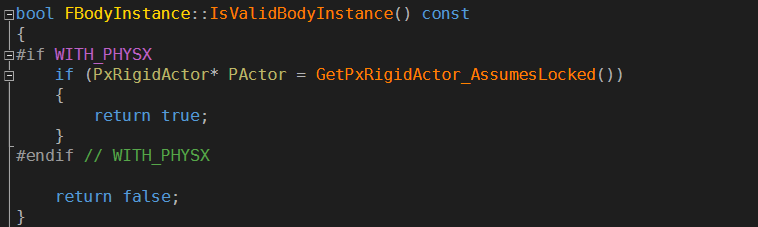 bool FBodyInstance::IsValidBodyInstance() const
{
#if WITH_PHYSX
    if (PxRigidActor* PActor = GetPxRigidActor_AssumesLocked())
    {
        return true;
    }
#endif // WITH_PHYSX

    return false;
}